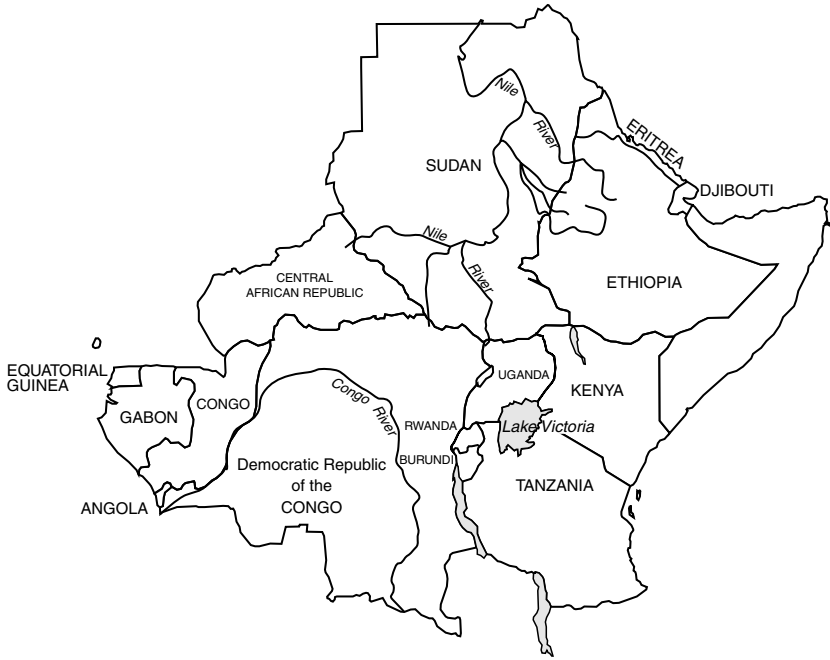 Nile
River
ERITREA
SUDAN
DJIBOUTI
Nile
River
CENTRAL
AFRICAN REPUBLIC
ETHIOPIA
EQUATORIAL
GUINEA
UGANDA
KENYA
GABON
CONGO
Congo
River
RWANDA
Lake Victoria
BURUNDI
Democratic Republic
of the
CONGO
TANZANIA
ANGOLA